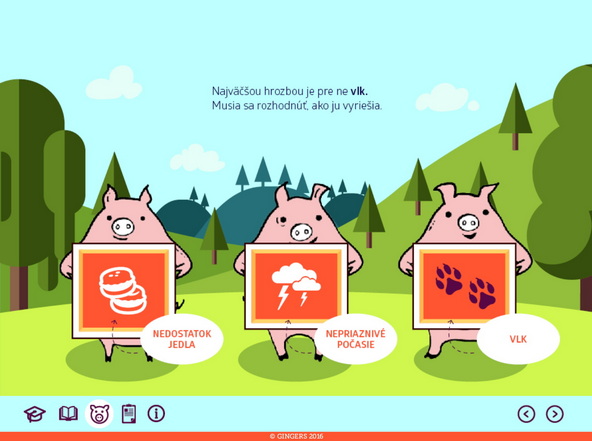 Najväčšou hrozbou je pre ne vlk.
Musia sa rozhodnúť, ako ju vyriešia.
NEDOSTATOK
JEDLA
NEPRIAZNIVÉ
POČASIE
VLK
© GINGERS 2016